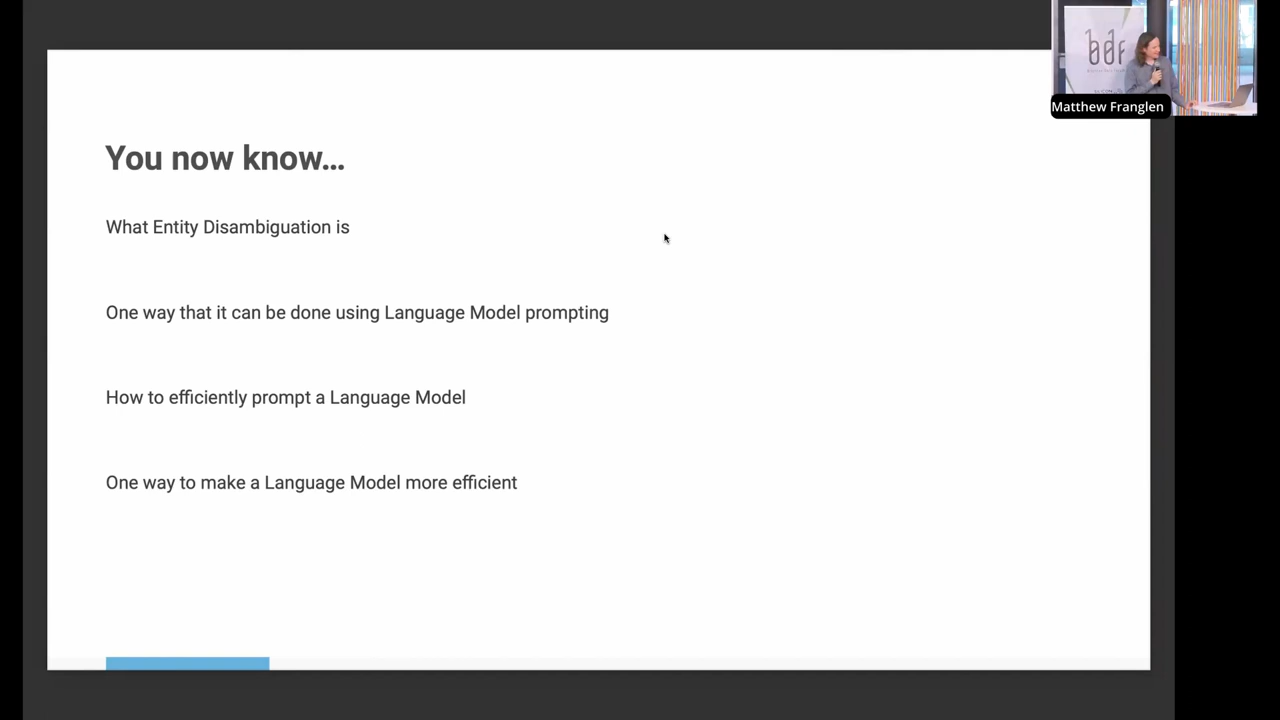 You now know...
What Entity Disambiguation is
One way that it can be done using Language Model prompting
How to efficiently prompt a Language Model
One way to make a Language Model more efficient
bdf
Matthew Franglen